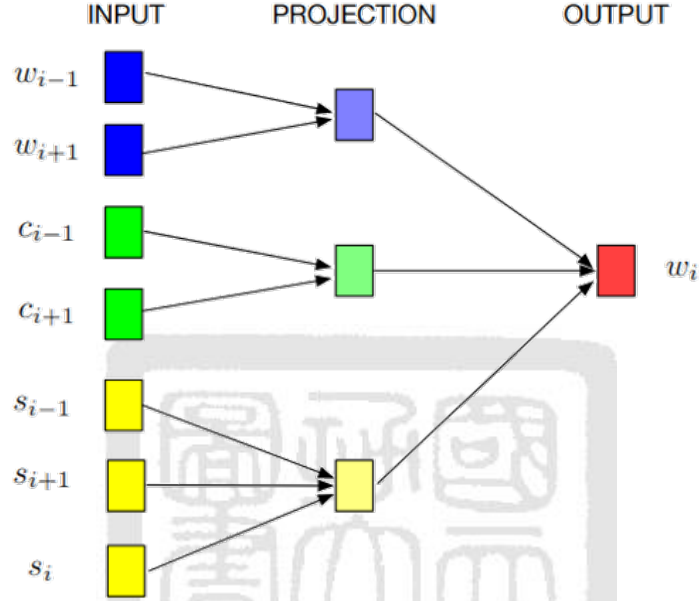 INPUT PROJECTION OUTPUT
w_{i-1}
w_{i+1}
c_{i-1}
c_{i+1}
w_i
s_{i-1}
s_{i+1}
s_i